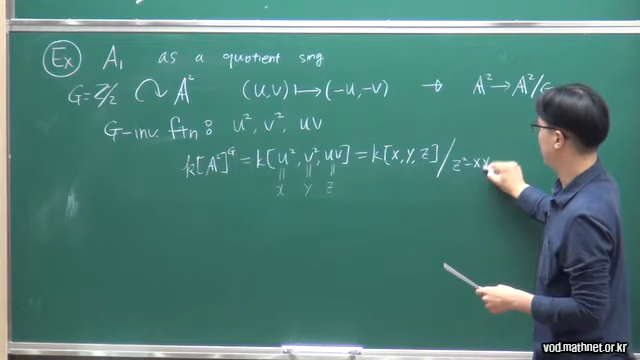 Ex A₁ as a quotient sing
G = ℤ/2 ↷ 𝔸² (u,v) ↦ (-u,-v) → 𝔸² → 𝔸²/G
G-inv. ftn : u², v², uv
k[𝔸²]^G = k[u², v², uv] = k[x,y,z] / z²-xy
|| || ||
x y z
vod.mathnet.or.kr